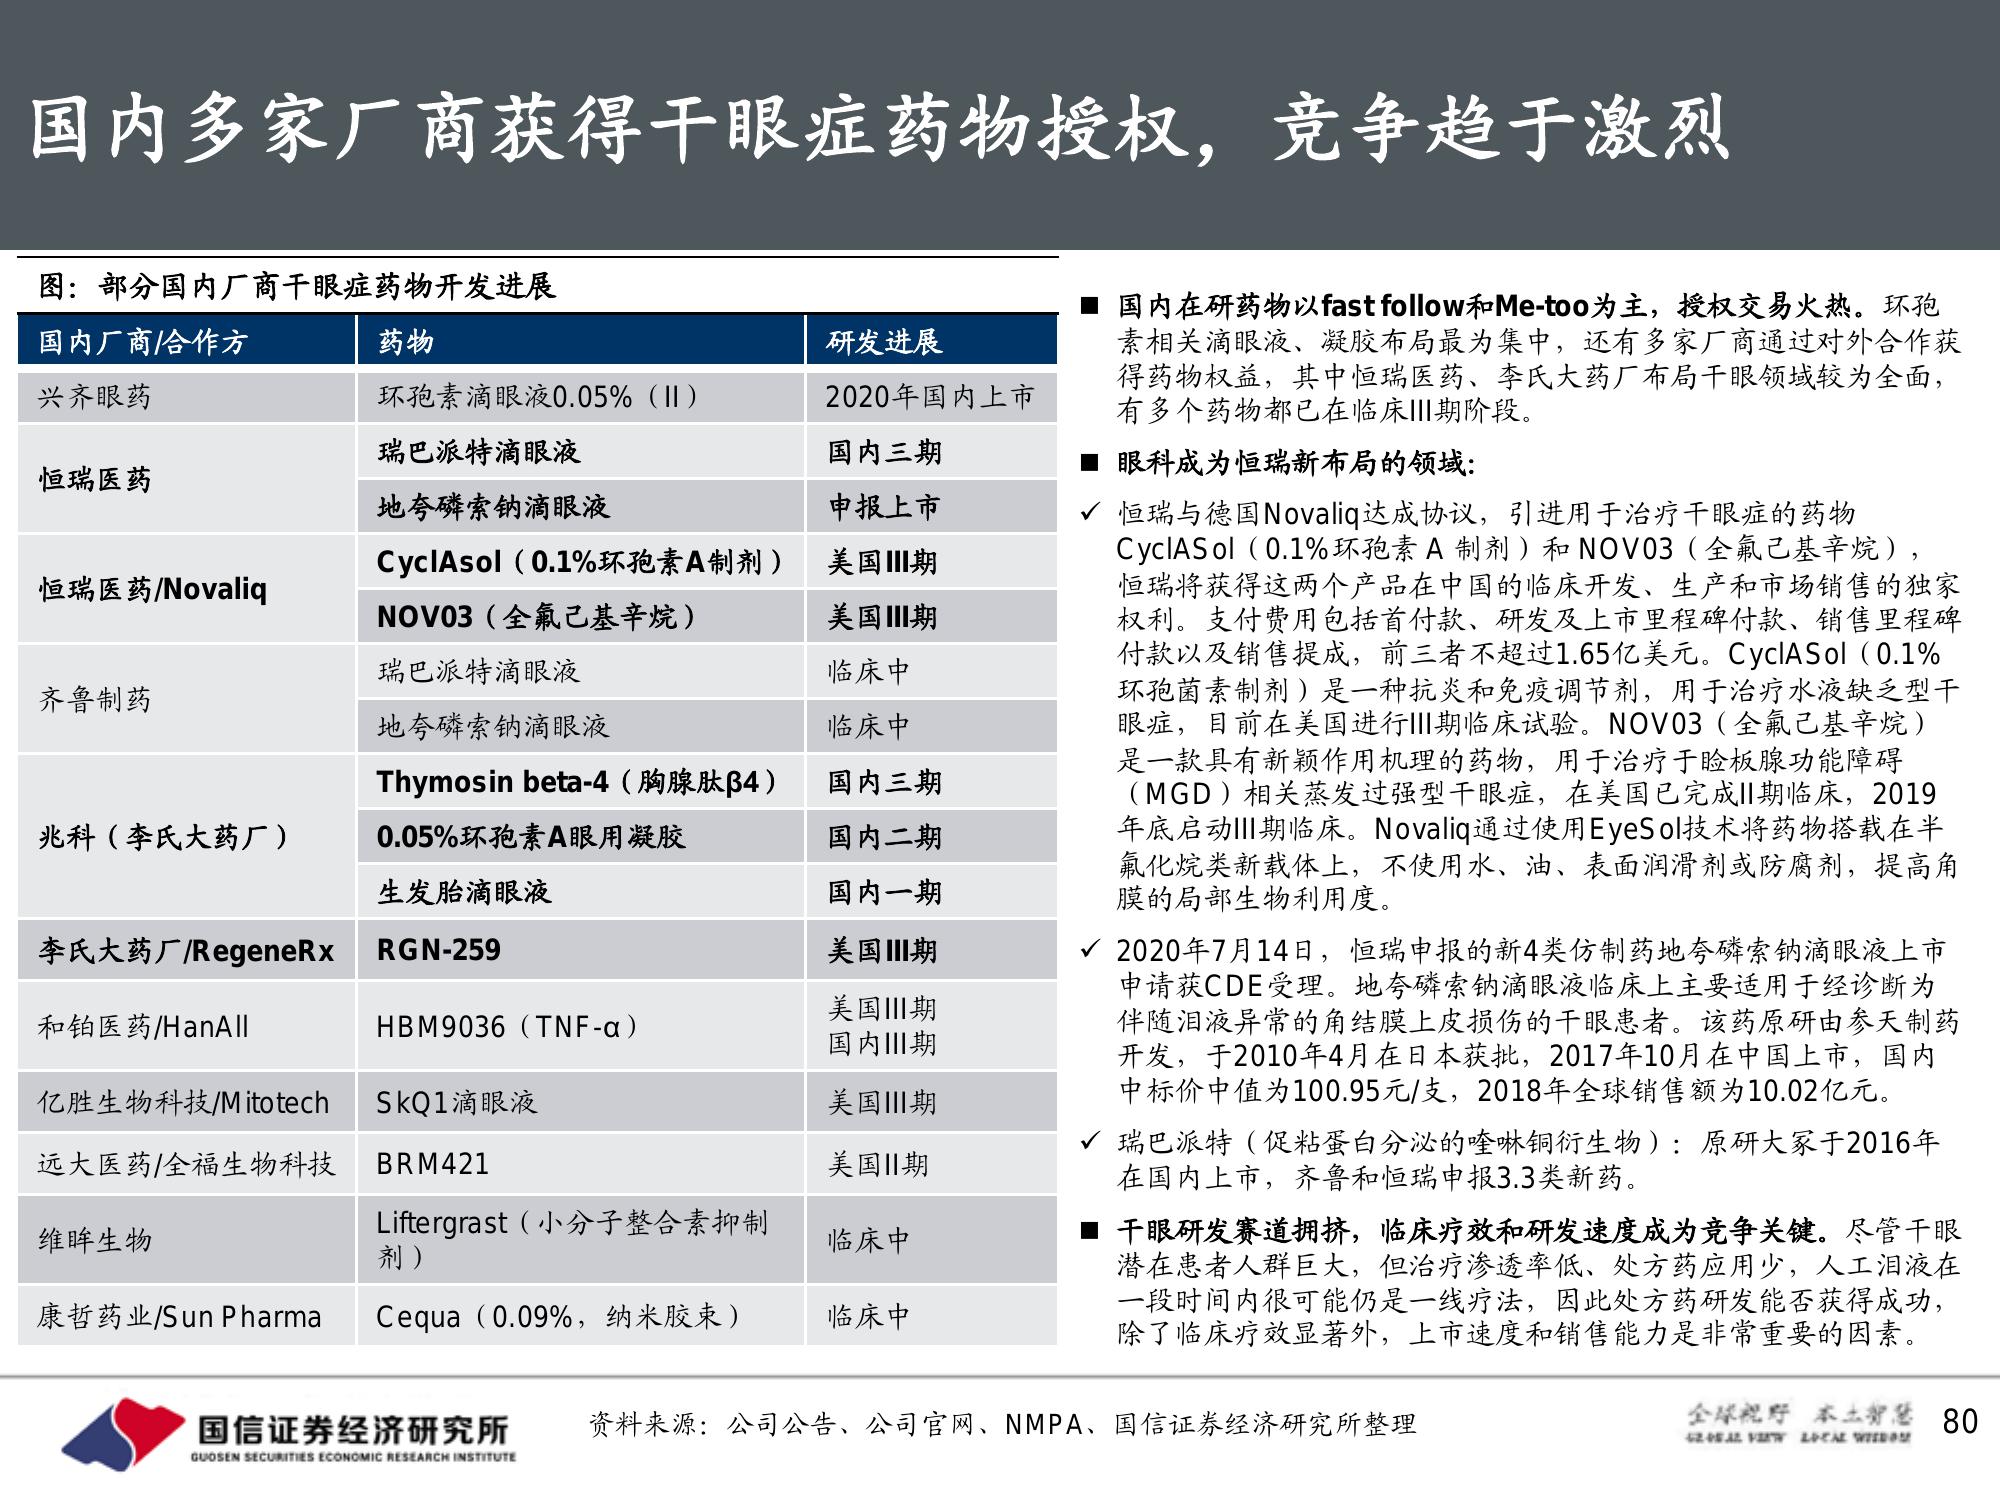 国内多家厂商获得干眼症药物授权，竞争趋于激烈
图：部分国内厂商干眼症药物开发进展
国内厂商/合作方 药物 研发进展
兴齐眼药 环孢素滴眼液0.05%（II） 2020年国内上市
恒瑞医药 瑞巴派特滴眼液 国内三期
地夸磷索钠滴眼液 申报上市
恒瑞医药/Novaliq CyclAsol（0.1%环孢素A制剂） 美国III期
NOV03（全氟己基辛烷） 美国III期
齐鲁制药 瑞巴派特滴眼液 临床中
地夸磷索钠滴眼液 临床中
兆科（李氏大药厂） Thymosin beta-4（胸腺肽β4） 国内三期
0.05%环孢素A眼用凝胶 国内二期
生发胎滴眼液 国内一期
李氏大药厂/RegeneRx RGN-259 美国III期
和铂医药/HanAll HBM9036（TNF-α） 美国III期
国内III期
亿胜生物科技/Mitotech SkQ1滴眼液 美国III期
远大医药/全福生物科技 BRM421 美国II期
维眸生物 Liftergrast（小分子整合素抑制
剂） 临床中
康哲药业/Sun Pharma Cequa（0.09%，纳米胶束） 临床中
■ 国内在研药物以fast follow和Me-too为主，授权交易火热。环孢
素相关滴眼液、凝胶布局最为集中，还有多家厂商通过对外合作获
得药物权益，其中恒瑞医药、李氏大药厂布局干眼领域较为全面，
有多个药物都已在临床III期阶段。
■ 眼科成为恒瑞新布局的领域：
✓ 恒瑞与德国Novaliq达成协议，引进用于治疗干眼症的药物
CyclASol（0.1%环孢素 A 制剂）和 NOV03（全氟己基辛烷），
恒瑞将获得这两个产品在中国的临床开发、生产和市场销售的独家
权利。支付费用包括首付款、研发及上市里程碑付款、销售里程碑
付款以及销售提成，前三者不超过1.65亿美元。CyclASol（0.1%
环孢菌素制剂）是一种抗炎和免疫调节剂，用于治疗水液缺乏型干
眼症，目前在美国进行III期临床试验。NOV03（全氟己基辛烷）
是一款具有新颖作用机理的药物，用于治疗于睑板腺功能障碍
（MGD）相关蒸发过强型干眼症，在美国已完成II期临床，2019
年底启动III期临床。Novaliq通过使用EyeSol技术将药物搭载在半
氟化烷类新载体上，不使用水、油、表面润滑剂或防腐剂，提高角
膜的局部生物利用度。
✓ 2020年7月14日，恒瑞申报的新4类仿制药地夸磷索钠滴眼液上市
申请获CDE受理。地夸磷索钠滴眼液临床上主要适用于经诊断为
伴随泪液异常的角结膜上皮损伤的干眼患者。该药原研由参天制药
开发，于2010年4月在日本获批，2017年10月在中国上市，国内
中标价中值为100.95元/支，2018年全球销售额为10.02亿元。
✓ 瑞巴派特（促粘蛋白分泌的喹啉铜衍生物）：原研大冢于2016年
在国内上市，齐鲁和恒瑞申报3.3类新药。
■ 干眼研发赛道拥挤，临床疗效和研发速度成为竞争关键。尽管干眼
潜在患者人群巨大，但治疗渗透率低、处方药应用少，人工泪液在
一段时间内很可能仍是一线疗法，因此处方药研发能否获得成功，
除了临床疗效显著外，上市速度和销售能力是非常重要的因素。
国信证券经济研究所
GUOSEN SECURITIES ECONOMIC RESEARCH INSTITUTE
资料来源：公司公告、公司官网、NMPA、国信证券经济研究所整理
全球视野 本土智慧
GLOBAL VIEW LOCAL WISDOM
80